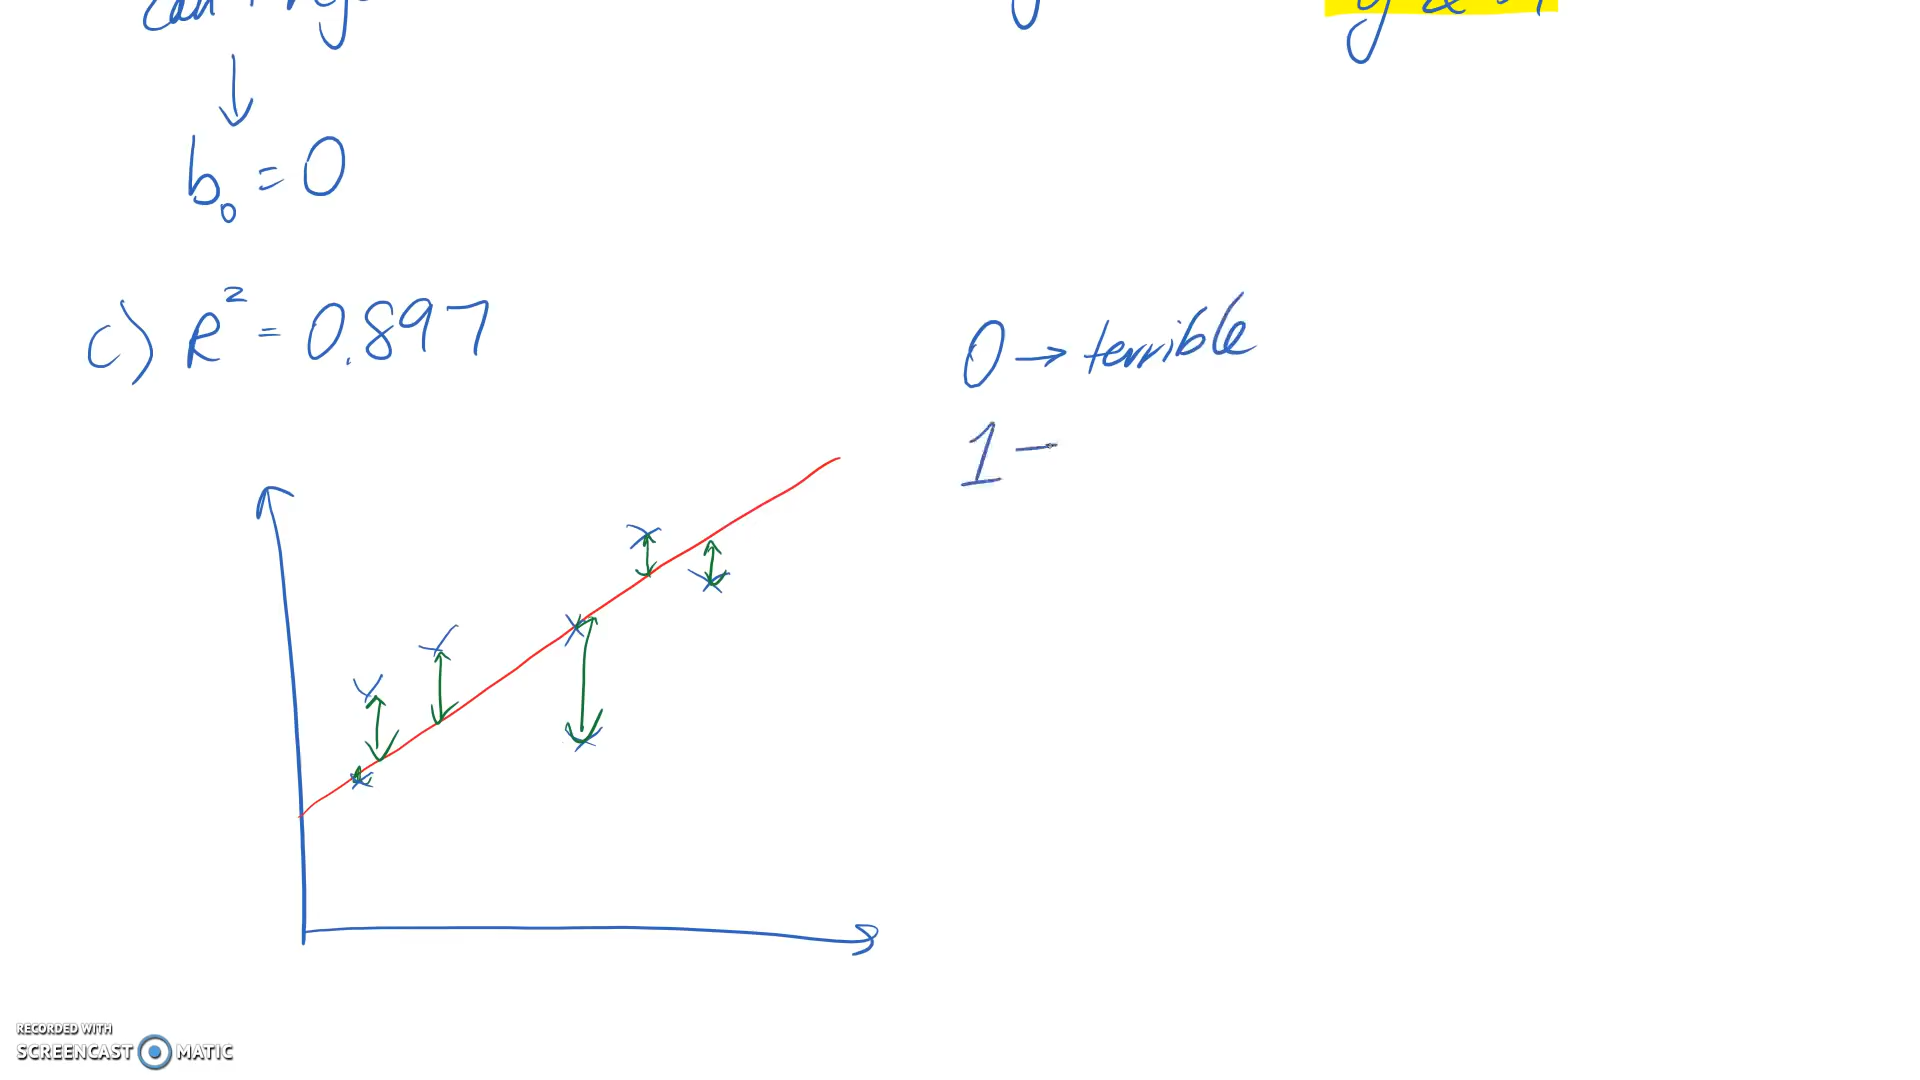 b₀ = 0
c) R² = 0.897
0 → terrible
1 –
RECORDED WITH
SCREENCAST MATIC